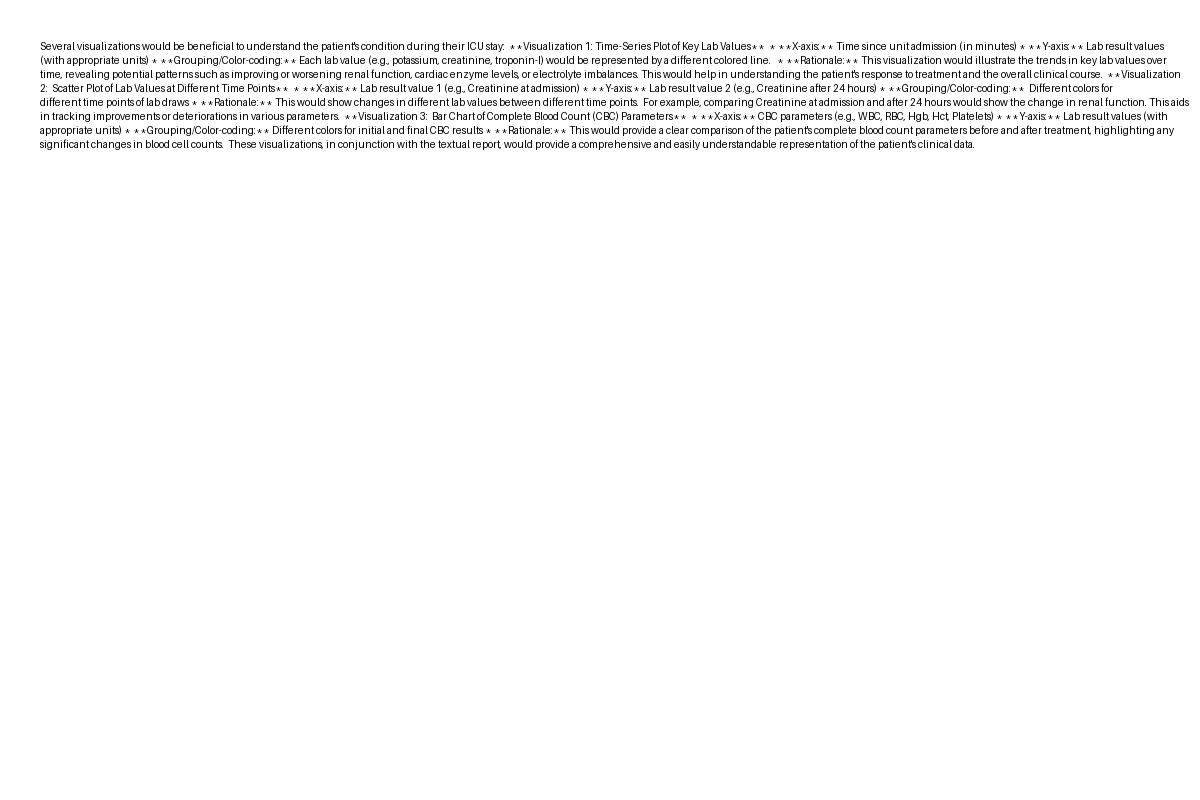 Several visualizations would be beneficial to understand the patient's condition during their ICU stay:  **Visualization 1: Time-Series Plot of Key Lab Values**  * **X-axis:** Time since unit admission (in minutes) * **Y-axis:** Lab result values
(with appropriate units) * **Grouping/Color-coding:** Each lab value (e.g., potassium, creatinine, troponin-I) would be represented by a different colored line.  * **Rationale:** This visualization would illustrate the trends in key lab values over
time, revealing potential patterns such as improving or worsening renal function, cardiac enzyme levels, or electrolyte imbalances. This would help in understanding the patient's response to treatment and the overall clinical course.  **Visualization
2:  Scatter Plot of Lab Values at Different Time Points**  * **X-axis:** Lab result value 1 (e.g., Creatinine at admission) * **Y-axis:** Lab result value 2 (e.g., Creatinine after 24 hours) * **Grouping/Color-coding:**  Different colors for
different time points of lab draws * **Rationale:** This would show changes in different lab values between different time points.  For example, comparing Creatinine at admission and after 24 hours would show the change in renal function. This aids
in tracking improvements or deteriorations in various parameters.  **Visualization 3:  Bar Chart of Complete Blood Count (CBC) Parameters**  * **X-axis:** CBC parameters (e.g., WBC, RBC, Hgb, Hct, Platelets) * **Y-axis:** Lab result values (with
appropriate units) * **Grouping/Color-coding:** Different colors for initial and final CBC results * **Rationale:** This would provide a clear comparison of the patient's complete blood count parameters before and after treatment, highlighting any
significant changes in blood cell counts.  These visualizations, in conjunction with the textual report, would provide a comprehensive and easily understandable representation of the patient's clinical data.